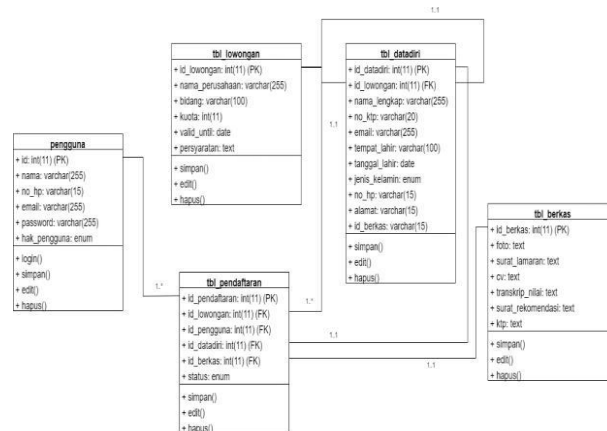 tbl_lowongan
+ id_lowongan: int(11) (PK)
+ nama_perusahaan: varchar(255)
+ bidang: varchar(100)
+ kuota: int(11)
+ valid_until: date
+ persyaratan: text
+ simpan()
+ edit()
+ hapus()
tbl_datadiri
+ id_datadiri: int(11) (PK)
+ id_lowongan: int(11) (FK)
+ nama_lengkap: varchar(255)
+ no_ktp: varchar(20)
+ email: varchar(255)
+ tempat_lahir: varchar(100)
+ tanggal_lahir: date
+ jenis_kelamin: enum
+ no_hp: varchar(15)
+ alamat: varchar(15)
+ id_berkas: varchar(15)
+ simpan()
+ edit()
+ hapus()
pengguna
+ id: int(11) (PK)
+ nama: varchar(255)
+ no_hp: varchar(15)
+ email: varchar(255)
+ password: varchar(255)
+ hak_pengguna: enum
+ login()
+ simpan()
+ edit()
+ hapus()
tbl_berkas
+ id_berkas: int(11) (PK)
+ foto: text
+ surat_lamaran: text
+ cv: text
+ transkrip_nilai: text
+ surat_rekomendasi: text
+ ktp: text
+ simpan()
+ edit()
+ hapus()
tbl_pendaftaran
+ id_pendaftaran: int(11) (PK)
+ id_lowongan: int(11) (FK)
+ id_pengguna: int(11) (FK)
+ id_datadiri: int(11) (FK)
+ id_berkas: int(11) (FK)
+ status: enum
+ simpan()
+ edit()
+ hapus()
1..1
1..1
1..*
1..*
1..1
1..1